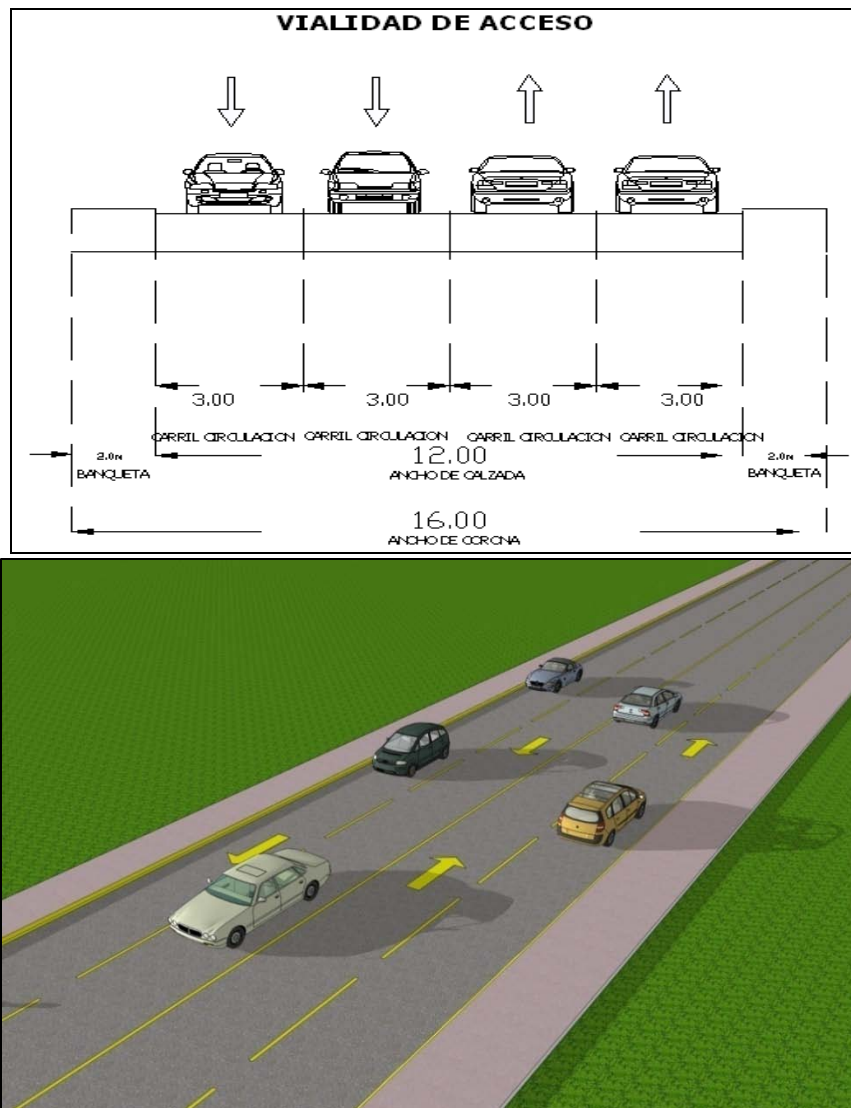 VIALIDAD DE ACCESO
3.00 3.00 3.00 3.00
CARRIL CIRCULACION CARRIL CIRCULACION CARRIL CIRCULACION CARRIL CIRCULACION
2.0M 12.00 2.0M
BANQUETA ANCHO DE CALZADA BANQUETA
16.00
ANCHO DE CORONA